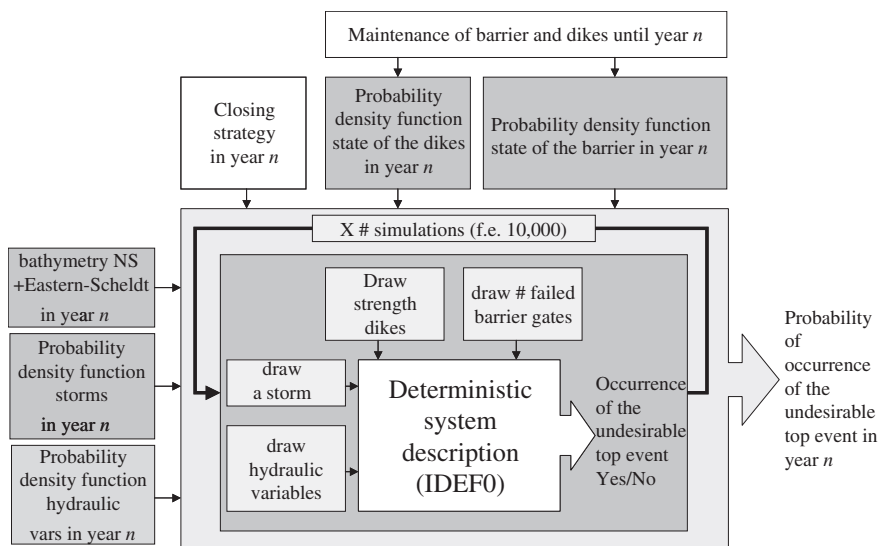 Maintenance of barrier and dikes until year n
Closing
strategy
in year n
Probability
density function
state of the dikes
in year n
Probability density function
state of the barrier in year n
X # simulations (f.e. 10,000)
bathymetry NS
+Eastern-Scheldt
in year n
Probability
density function
storms
in year n
Probability
density function
hydraulic
vars in year n
Draw
strength
dikes
draw # failed
barrier gates
draw
a storm
draw
hydraulic
variables
Deterministic
system
description
(IDEF0)
Occurrence
of the
undesirable
top event
Yes/No
Probability
of
occurrence
of the
undesirable
top event in
year n